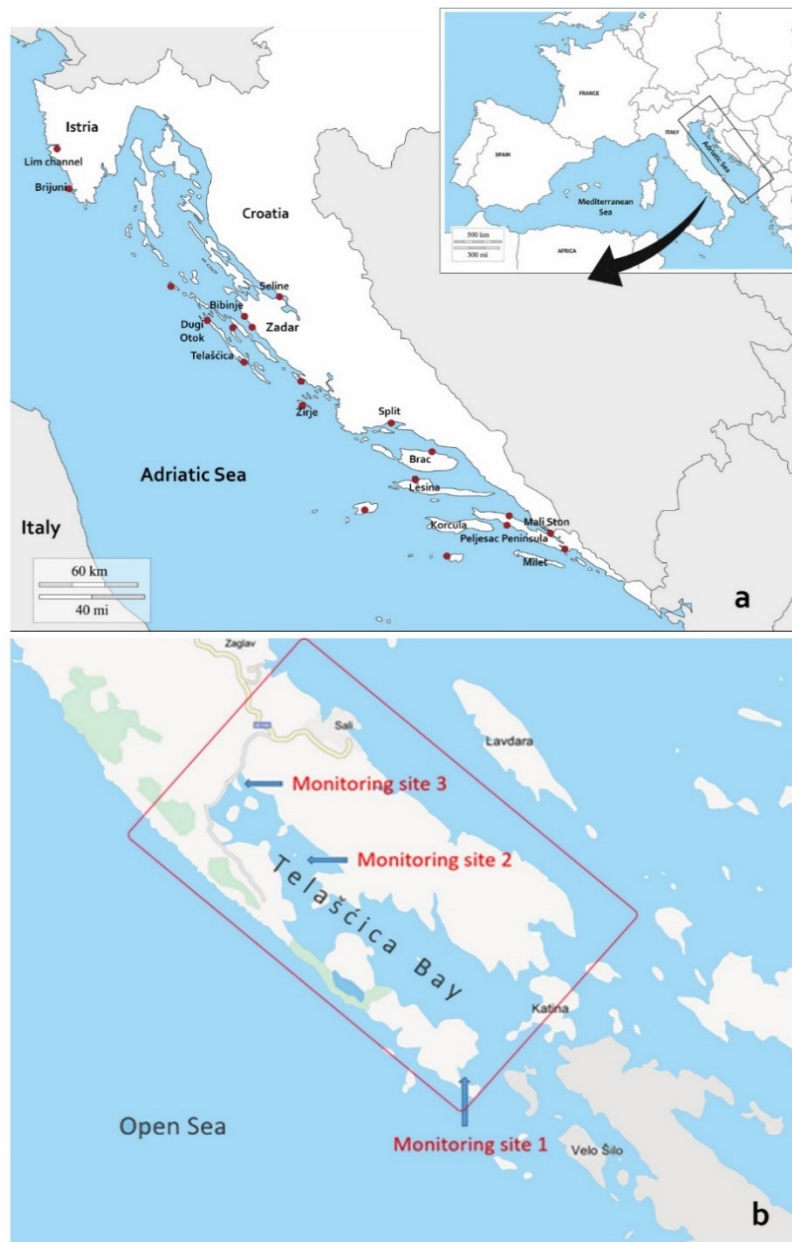 FRANCE
ITALY
SPAIN
Adriatic Sea
Mediterranean
Sea
500 km
300 mi
AFRICA
Istria
Lim channel
Brijuni
Croatia
Seline
Bibinje
Dugi
Otok
Zadar
Telašćica
Zirje
Split
Brac
Lesina
Adriatic Sea
Korcula
Mali Ston
Peljesac Peninsula
Milet
Italy
60 km
40 mi
a
Zaglav
Sali
Lavdara
Monitoring site 3
Monitoring site 2
Telašćica Bay
Katina
Open Sea
Monitoring site 1
Velo Šilo
b